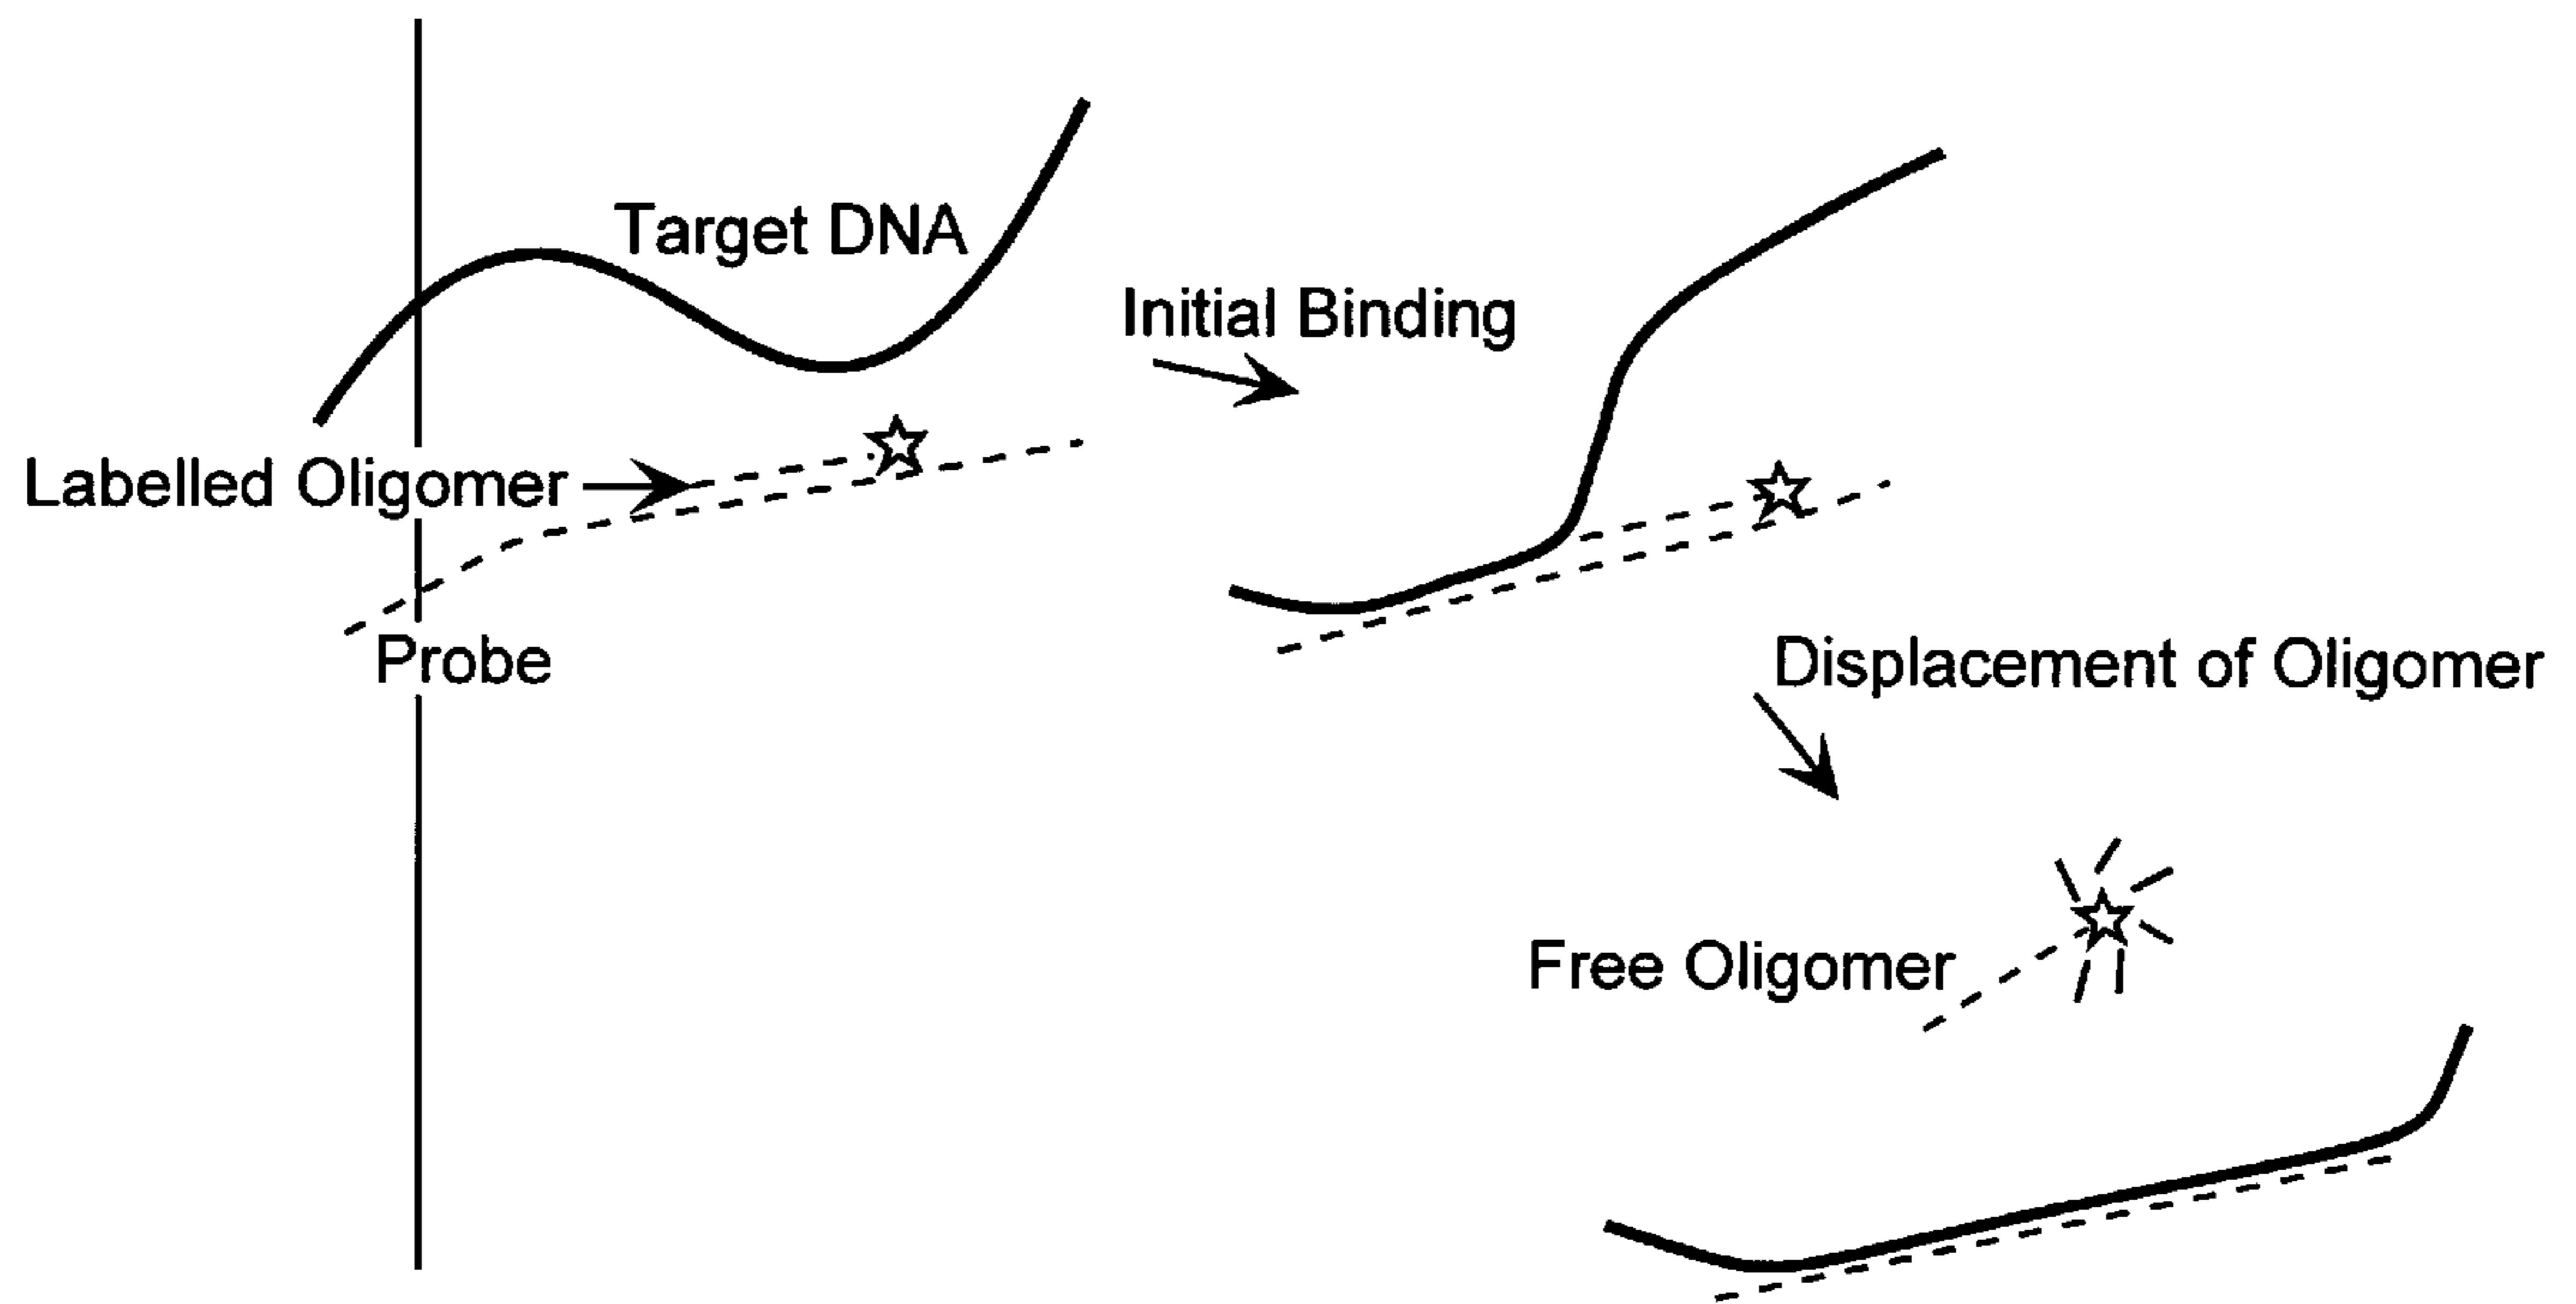 Target DNA
Initial Binding
Labelled Oligomer
Probe
Displacement of Oligomer
Free Oligomer